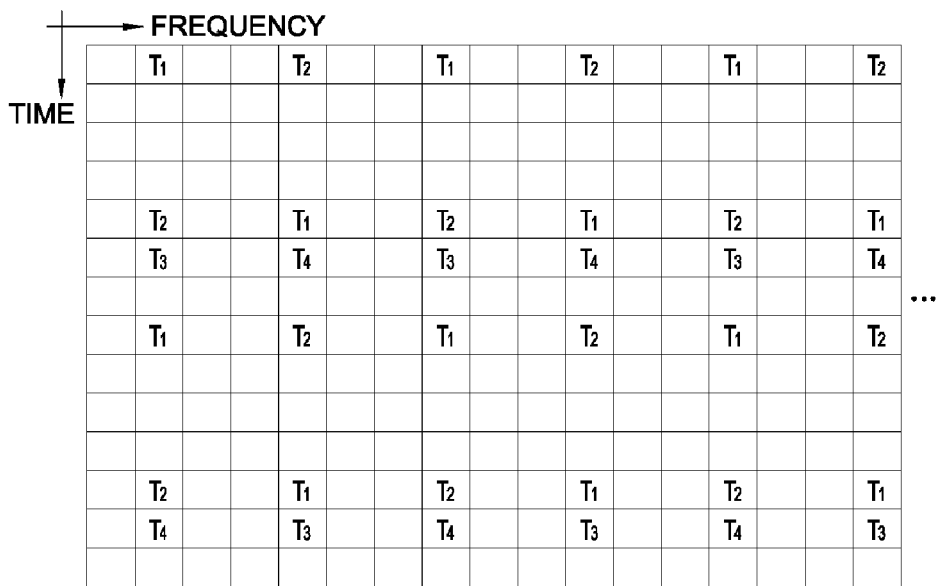 FREQUENCY
TIME
T1 T2 T1 T2 T1 T2
T2 T1 T2 T1 T2 T1
T3 T4 T3 T4 T3 T4
...
T1 T2 T1 T2 T1 T2
T2 T1 T2 T1 T2 T1
T4 T3 T4 T3 T4 T3